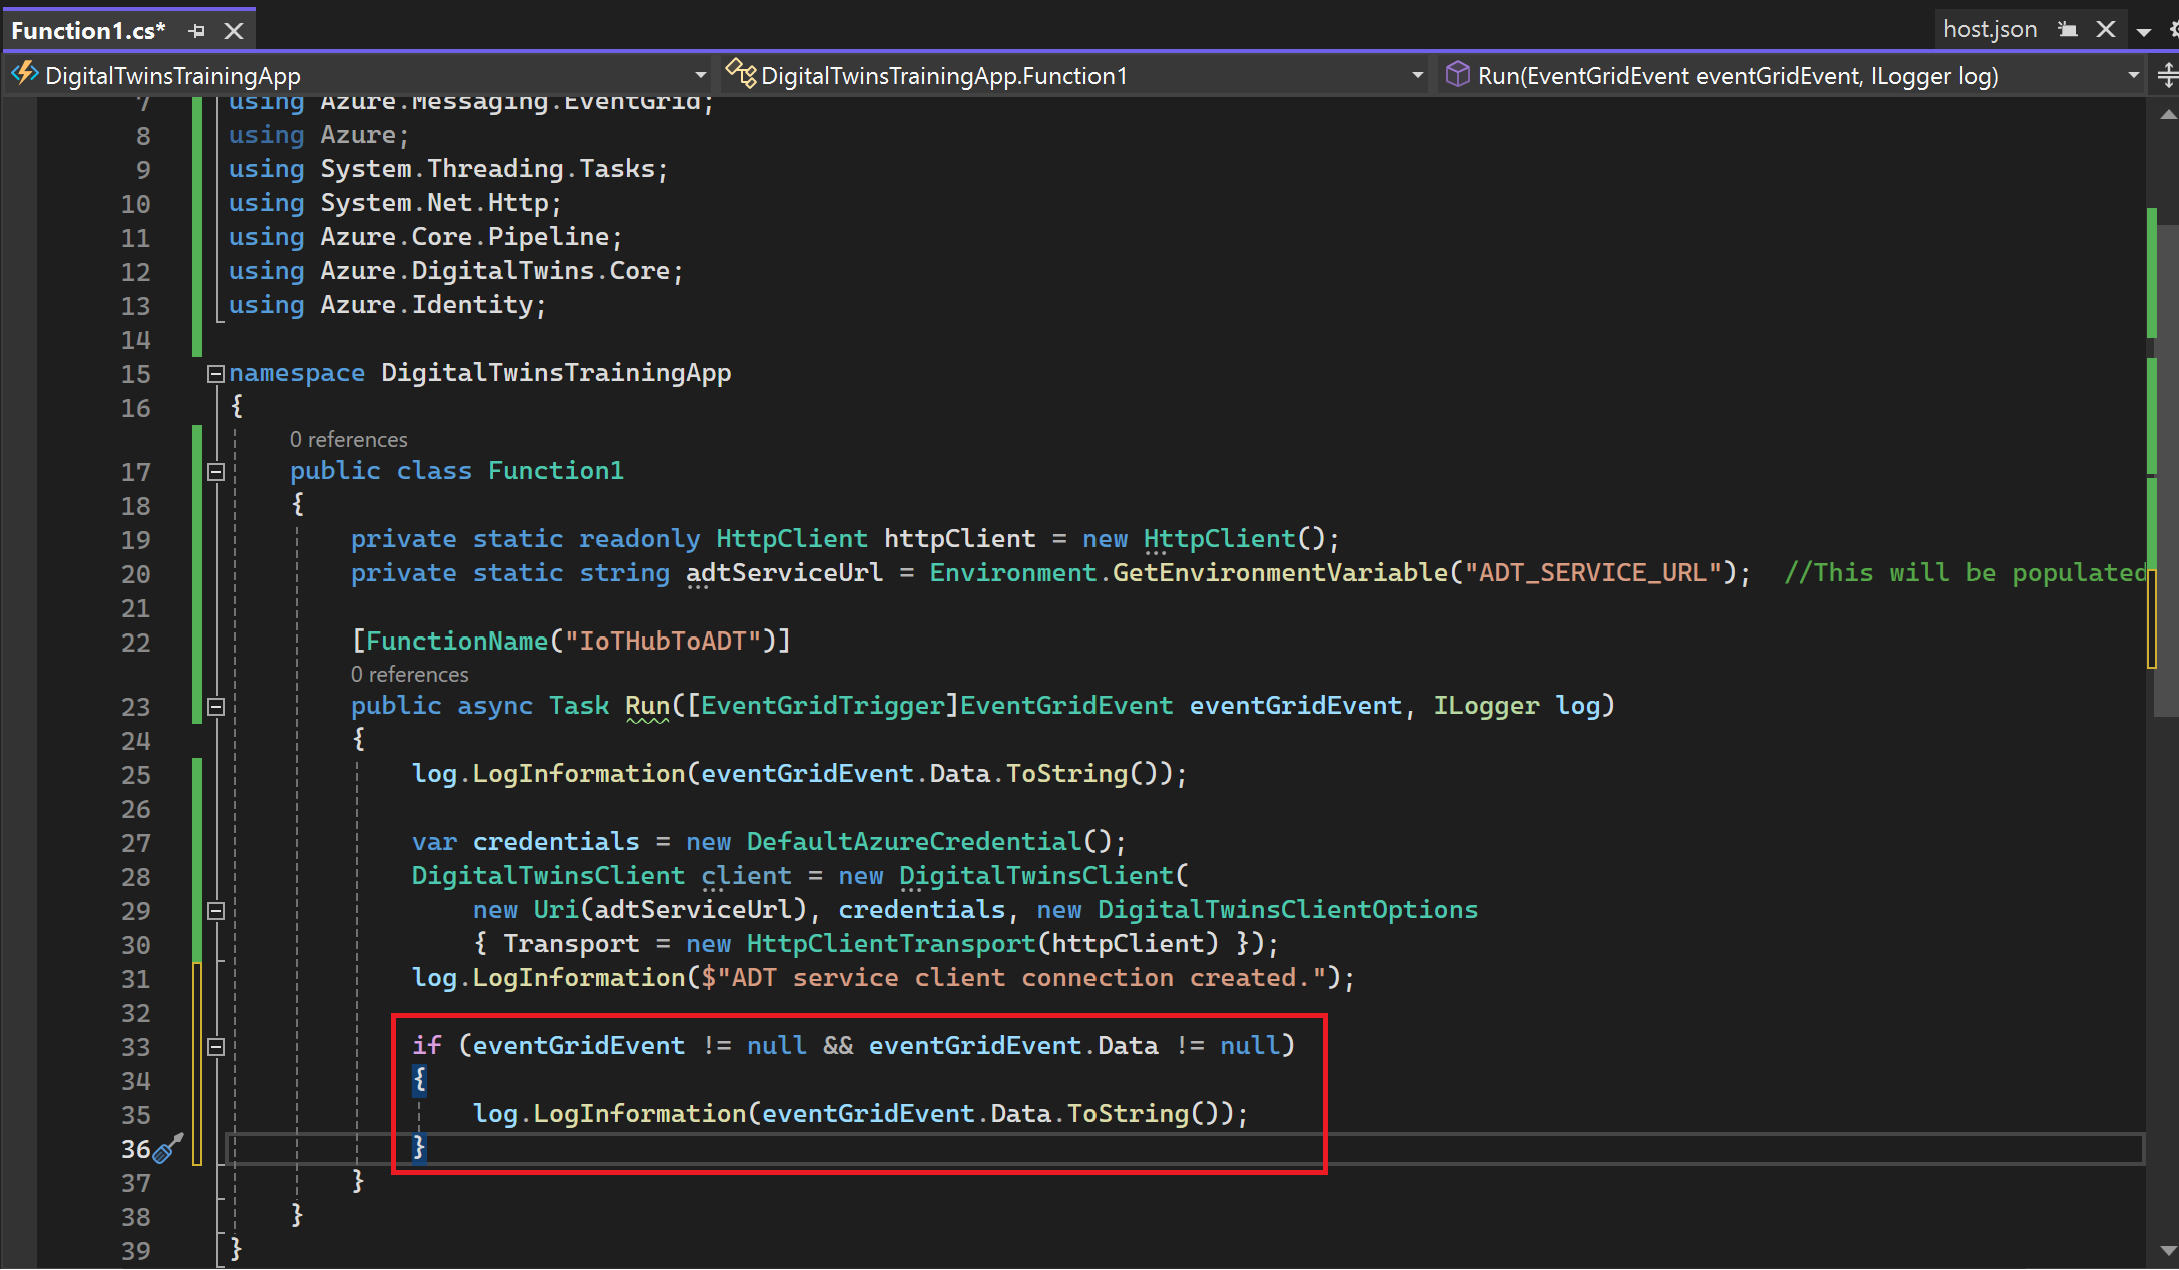 Function1.cs*
host.json
DigitalTwinsTrainingApp
DigitalTwinsTrainingApp.Function1
Run(EventGridEvent eventGridEvent, ILogger log)
7 using Azure.Messaging.EventGrid;
8 using Azure;
9 using System.Threading.Tasks;
10 using System.Net.Http;
11 using Azure.Core.Pipeline;
12 using Azure.DigitalTwins.Core;
13 using Azure.Identity;
14
15 namespace DigitalTwinsTrainingApp
16 {
0 references
17 public class Function1
18 {
19 private static readonly HttpClient httpClient = new HttpClient();
20 private static string adtServiceUrl = Environment.GetEnvironmentVariable("ADT_SERVICE_URL"); //This will be populated
21
22 [FunctionName("IoTHubToADT")]
0 references
23 public async Task Run([EventGridTrigger]EventGridEvent eventGridEvent, ILogger log)
24 {
25 log.LogInformation(eventGridEvent.Data.ToString());
26
27 var credentials = new DefaultAzureCredential();
28 DigitalTwinsClient client = new DigitalTwinsClient(
29 new Uri(adtServiceUrl), credentials, new DigitalTwinsClientOptions
30 { Transport = new HttpClientTransport(httpClient) });
31 log.LogInformation($"ADT service client connection created.");
32
33 if (eventGridEvent != null && eventGridEvent.Data != null)
34 {
35 log.LogInformation(eventGridEvent.Data.ToString());
36 }
37 }
38 }
39 }